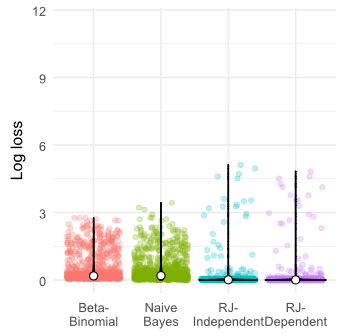 12
9
6
3
0
Log loss
Beta-
Binomial
Naive
Bayes
RJ-
Independent
RJ-
Dependent